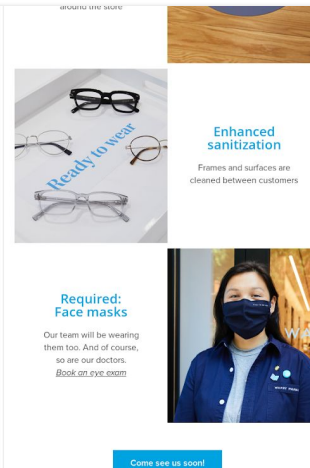 around the store
Ready to wear
Enhanced
sanitization
Frames and surfaces are
cleaned between customers
Required:
Face masks
Our team will be wearing
them too. And of course,
so are our doctors.
Book an eye exam
WA
Come see us soon!